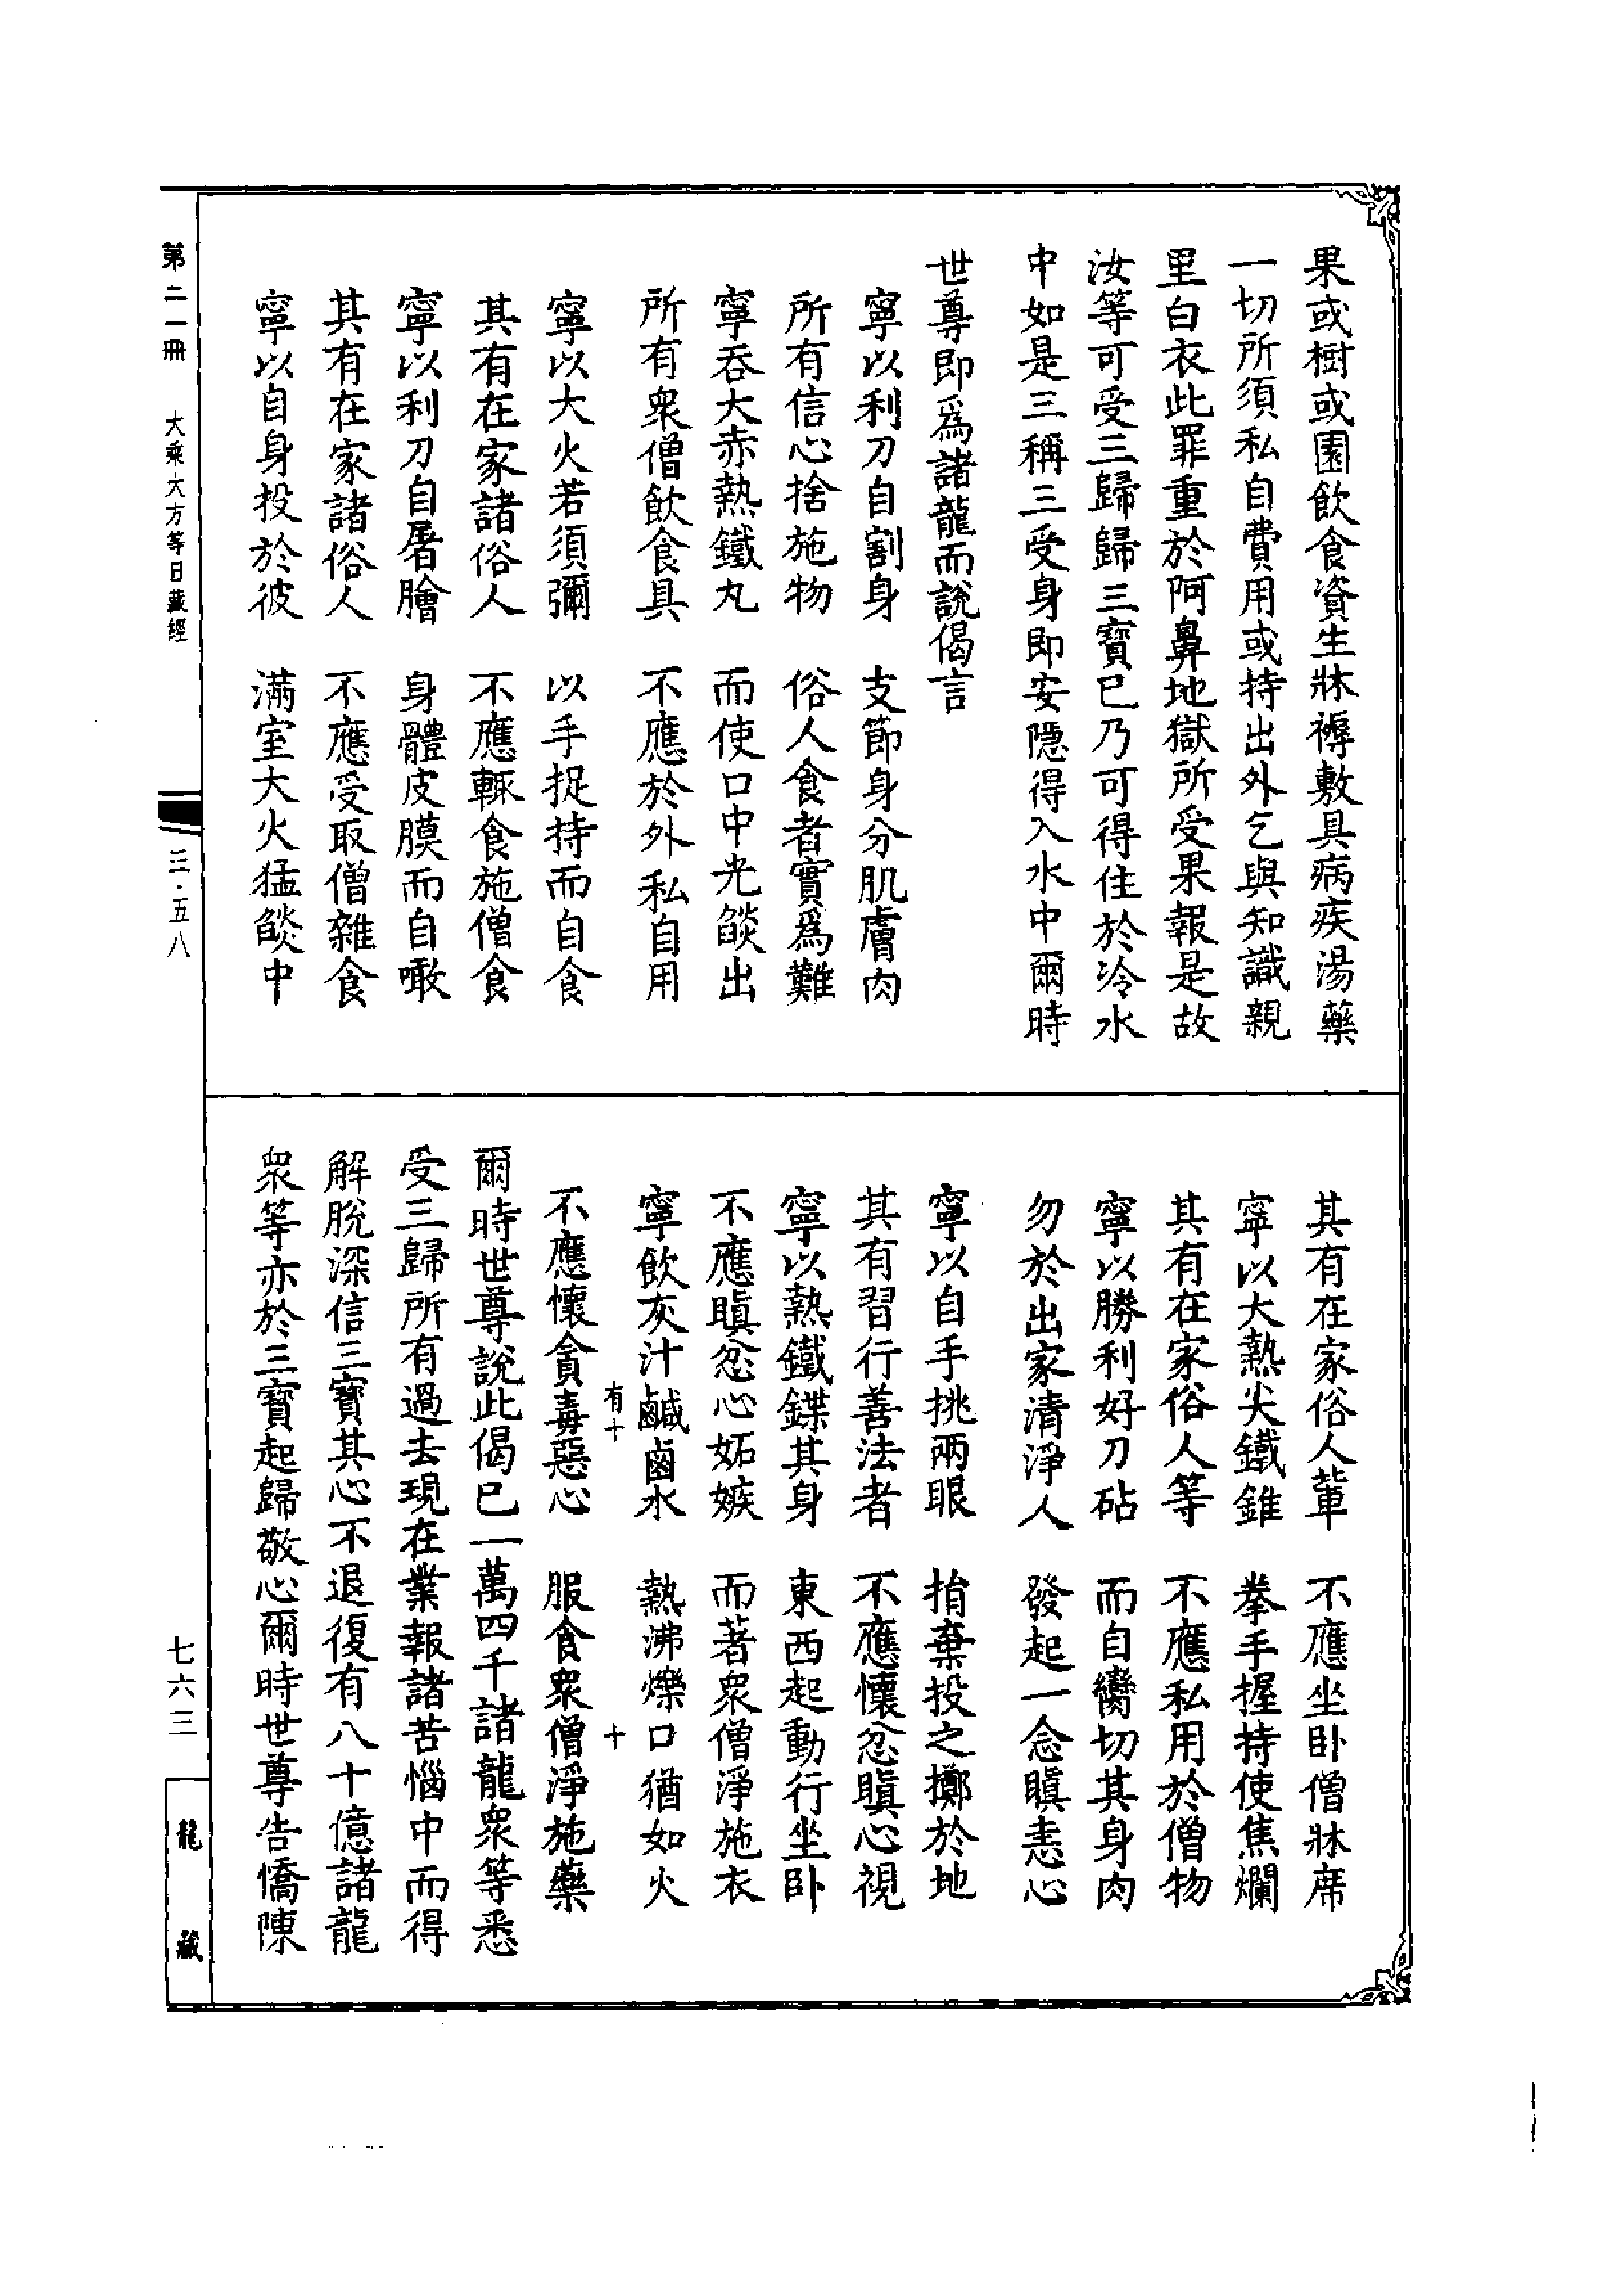 果或樹或園飲食資生牀褥敷具病疾湯藥
一切所須私自費用或持出外乞與知識親
里白衣此罪重於阿鼻地獄所受果報是故
汝等可受三歸歸三寶已乃可得住於冷水
中如是三稱三受身即安隱得入水中爾時
世尊即為諸龍而說偈言
寧以利刀自割身　支節身分肌膚肉
所有信心捨施物　俗人食者實為難
寧吞大赤熱鐵丸　而使口中光燄出
所有眾僧飲食具　不應於外私自用
寧以大火若須彌　以手捉持而自食
其有在家諸俗人　不應輒食施僧食
寧以利刀自屠膾　身體皮膜而自噉
其有在家諸俗人　不應受取僧雜食
寧以自身投於彼　滿室大火猛燄中
其有在家俗人輩　不應坐卧僧牀席
寧以大熱尖鐵錐　拳手握持使焦爛
其有在家俗人等　不應私用於僧物
寧以勝利好刀砧　而自臠切其身肉
勿於出家清淨人　發起一念瞋恚心
寧以自手挑兩眼　捐棄投之擲於地
其有習行善法者　不應懷忿瞋心視
寧以熱鐵鍱其身　東西起動行坐卧
不應瞋忿心妬嫉　而著眾僧淨施衣
寧飲灰汁鹹鹵水　熱沸爍口猶如火
有十　十
不應懷貪毒惡心　服食眾僧淨施藥
爾時世尊說此偈已一萬四千諸龍眾等悉
受三歸所有過去現在業報諸苦惱中而得
解脫深信三寶其心不退復有八十億諸龍
眾等亦於三寶起歸敬心爾時世尊告憍陳
第二一冊　大乘大方等日藏經
三·五八
七六三
龍藏